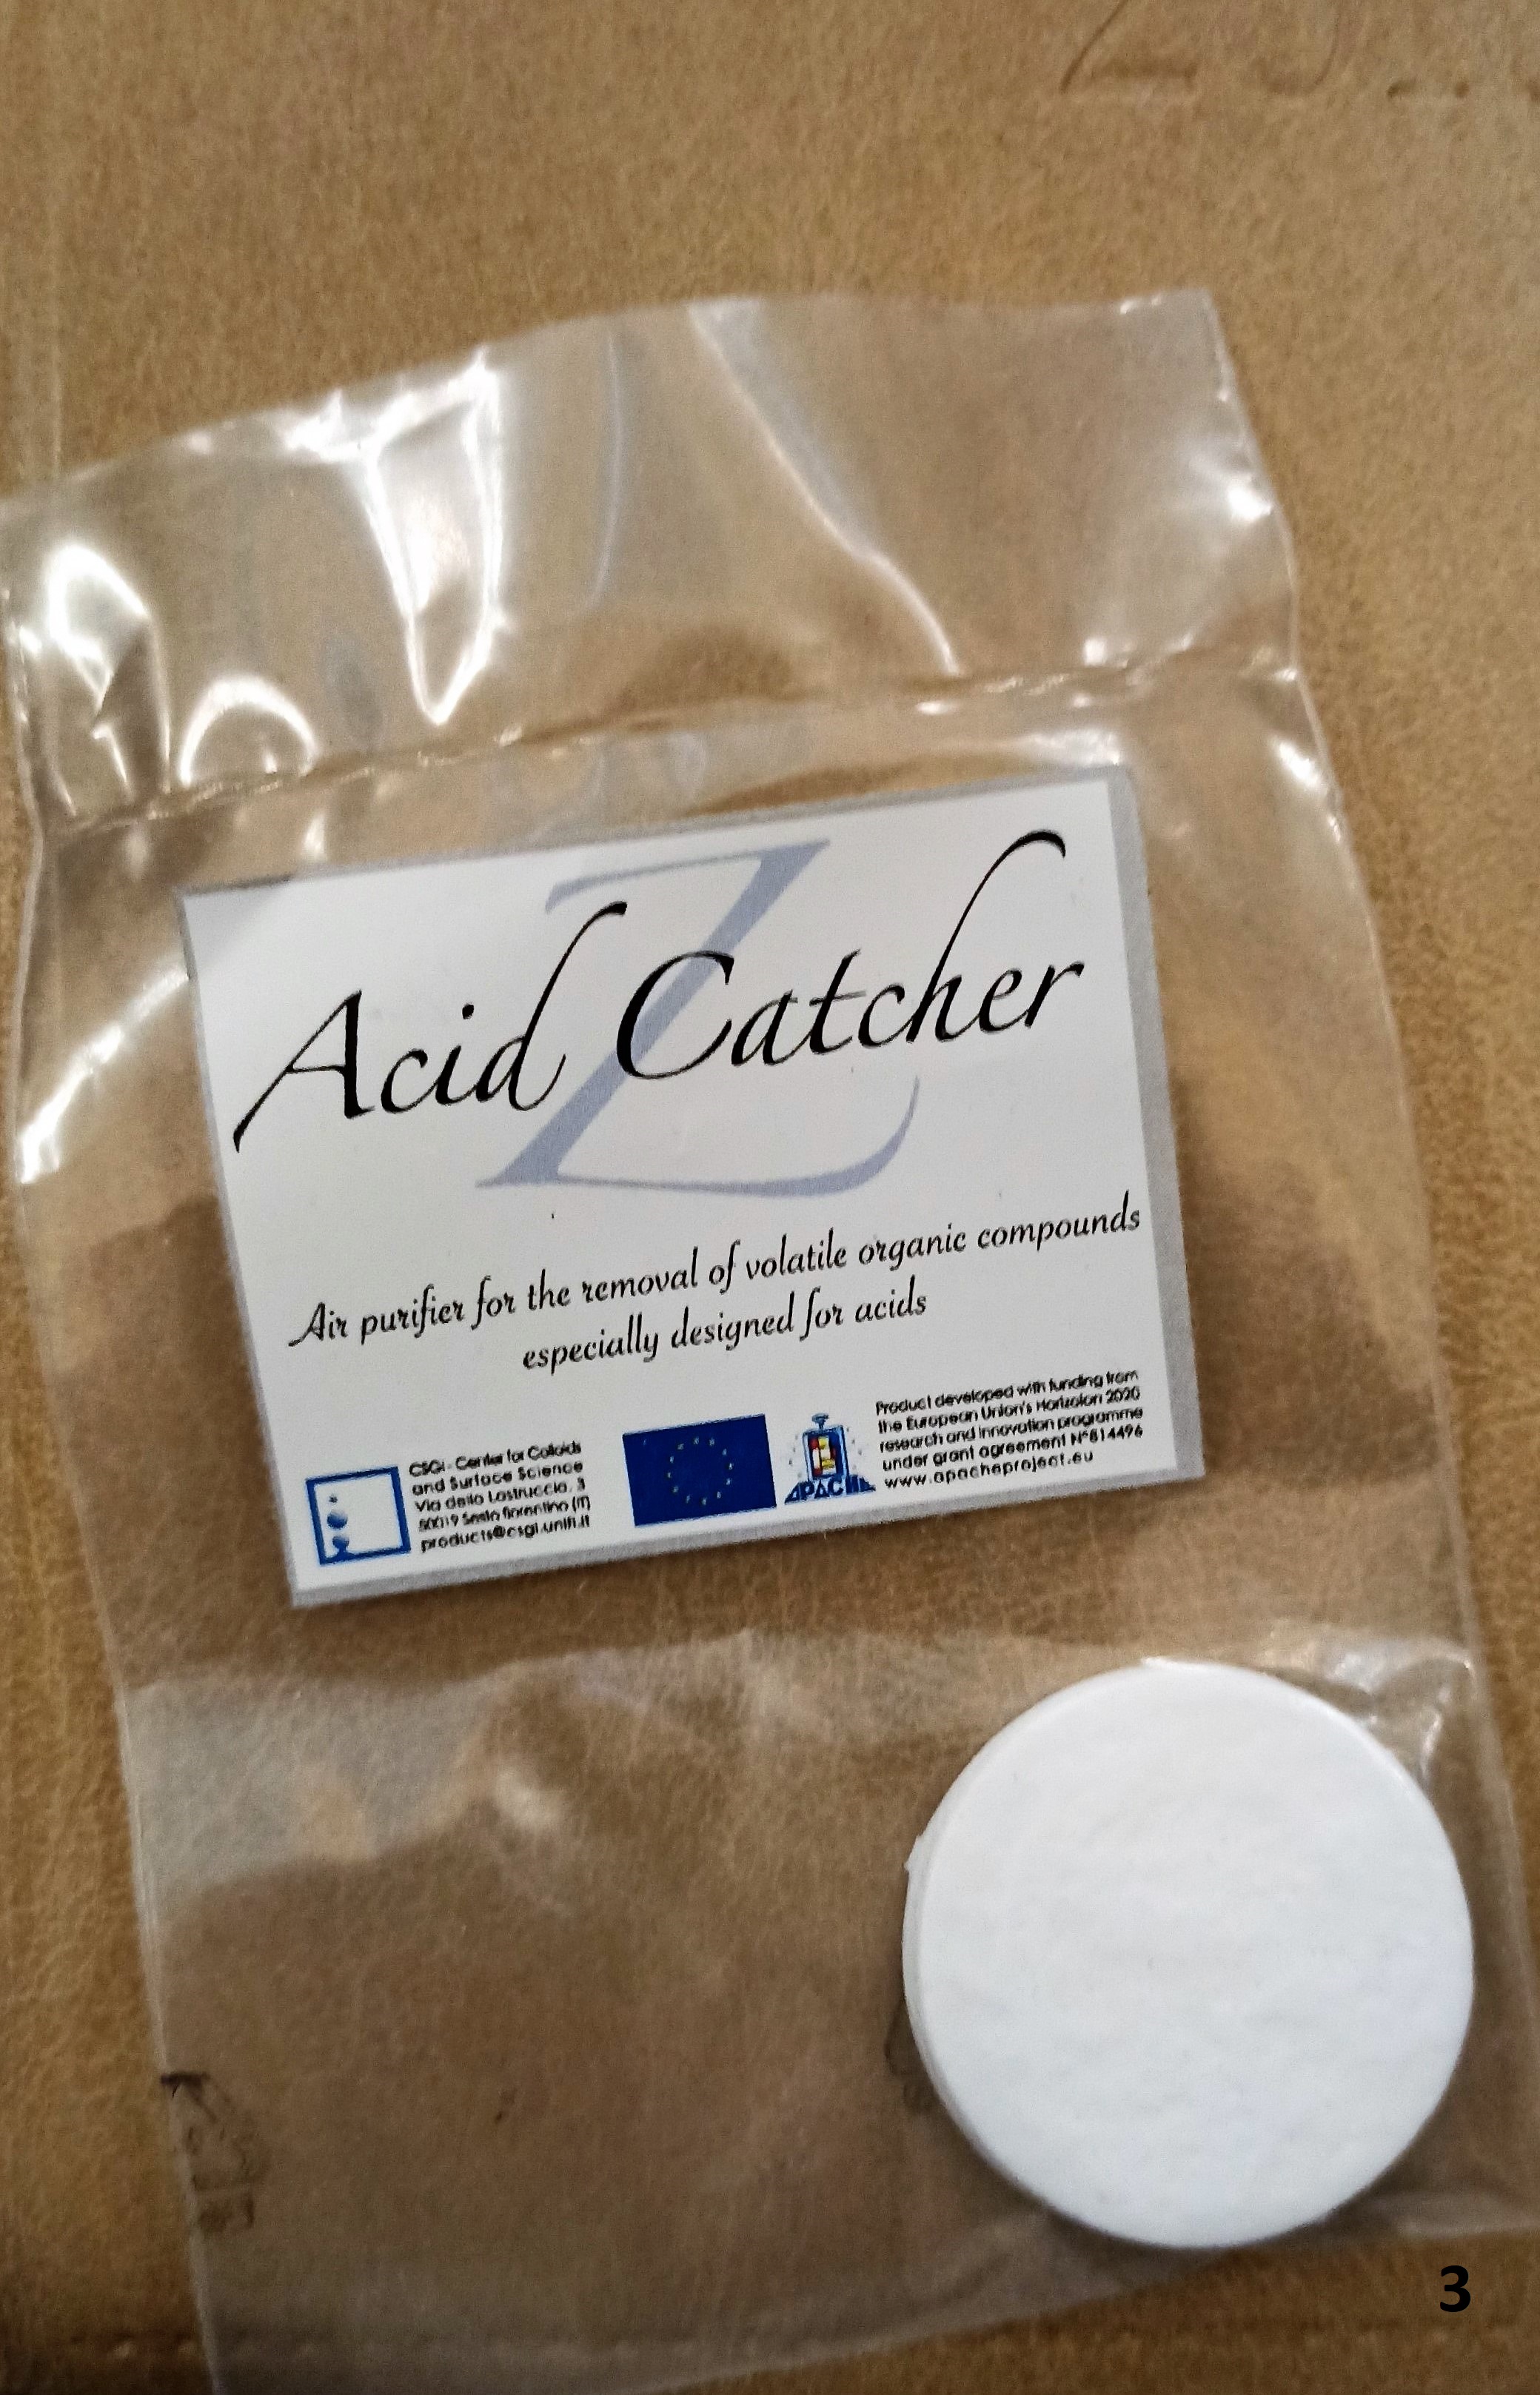 Z
Acid Catcher
Air purifier for the removal of volatile organic compounds
especially designed for acids
CSGI - Center for Colloids
and Surface Science
Via della Lastruccia, 3
50019 Sesto fiorentino (IT)
products@csgi.unifi.it
APACHE
Product developed with funding from
the European Union's Horizolon 2020
research and innovation programme
under grant agreement N°814496
www.apacheproject.eu
3